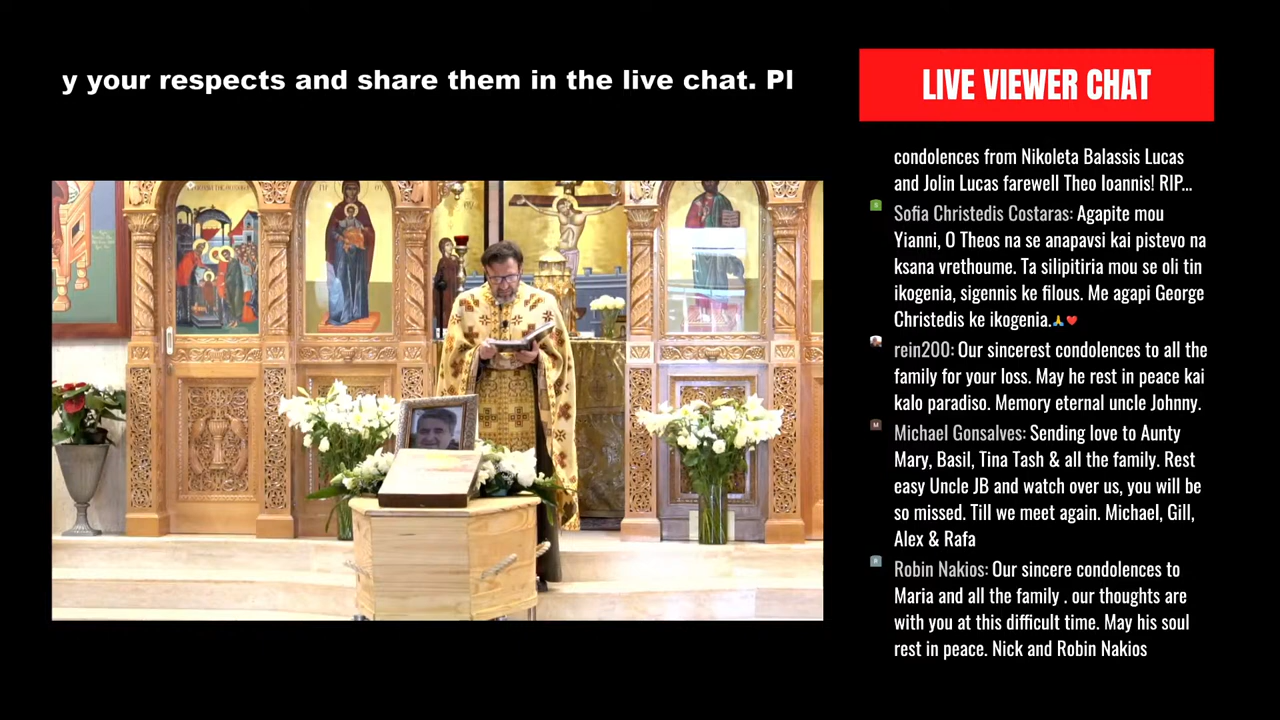 y your respects and share them in the live chat. Pl
LIVE VIEWER CHAT
condolences from Nikoleta Balassis Lucas
and Jolin Lucas farewell Theo Ioannis! RIP...
Sofia Christedis Costaras: Agapite mou
Yianni, O Theos na se anapavsi kai pistevo na
ksana vrethoume. Ta silipitiria mou se oli tin
ikogenia, sigennis ke filous. Me agapi George
Christedis ke ikogenia.🙏❤️
rein200: Our sincerest condolences to all the
family for your loss. May he rest in peace kai
kalo paradiso. Memory eternal uncle Johnny.
Michael Gonsalves: Sending love to Aunty
Mary, Basil, Tina Tash & all the family. Rest
easy Uncle JB and watch over us, you will be
so missed. Till we meet again. Michael, Gill,
Alex & Rafa
Robin Nakios: Our sincere condolences to
Maria and all the family . our thoughts are
with you at this difficult time. May his soul
rest in peace. Nick and Robin Nakios